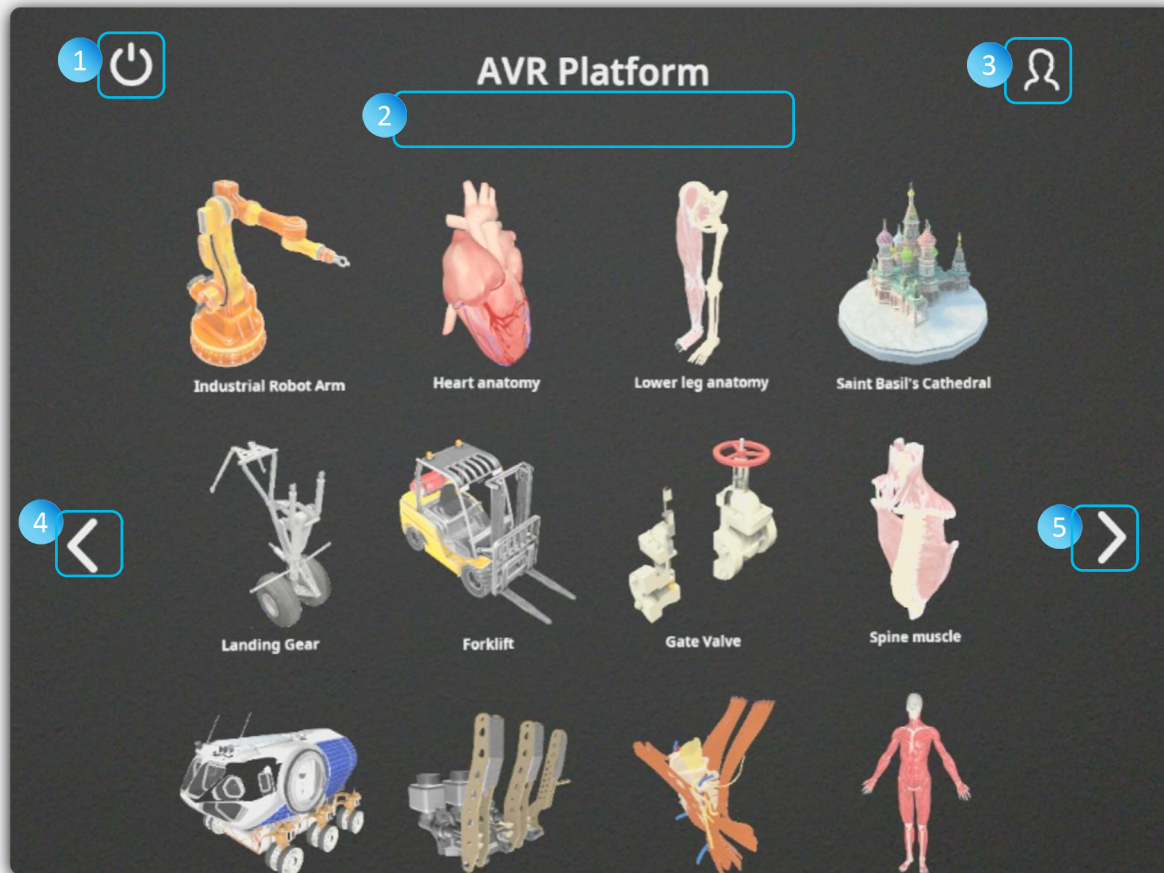 1
AVR Platform
3
2
Industrial Robot Arm
Heart anatomy
Lower leg anatomy
Saint Basil's Cathedral
4
5
Landing Gear
Forklift
Gate Valve
Spine muscle